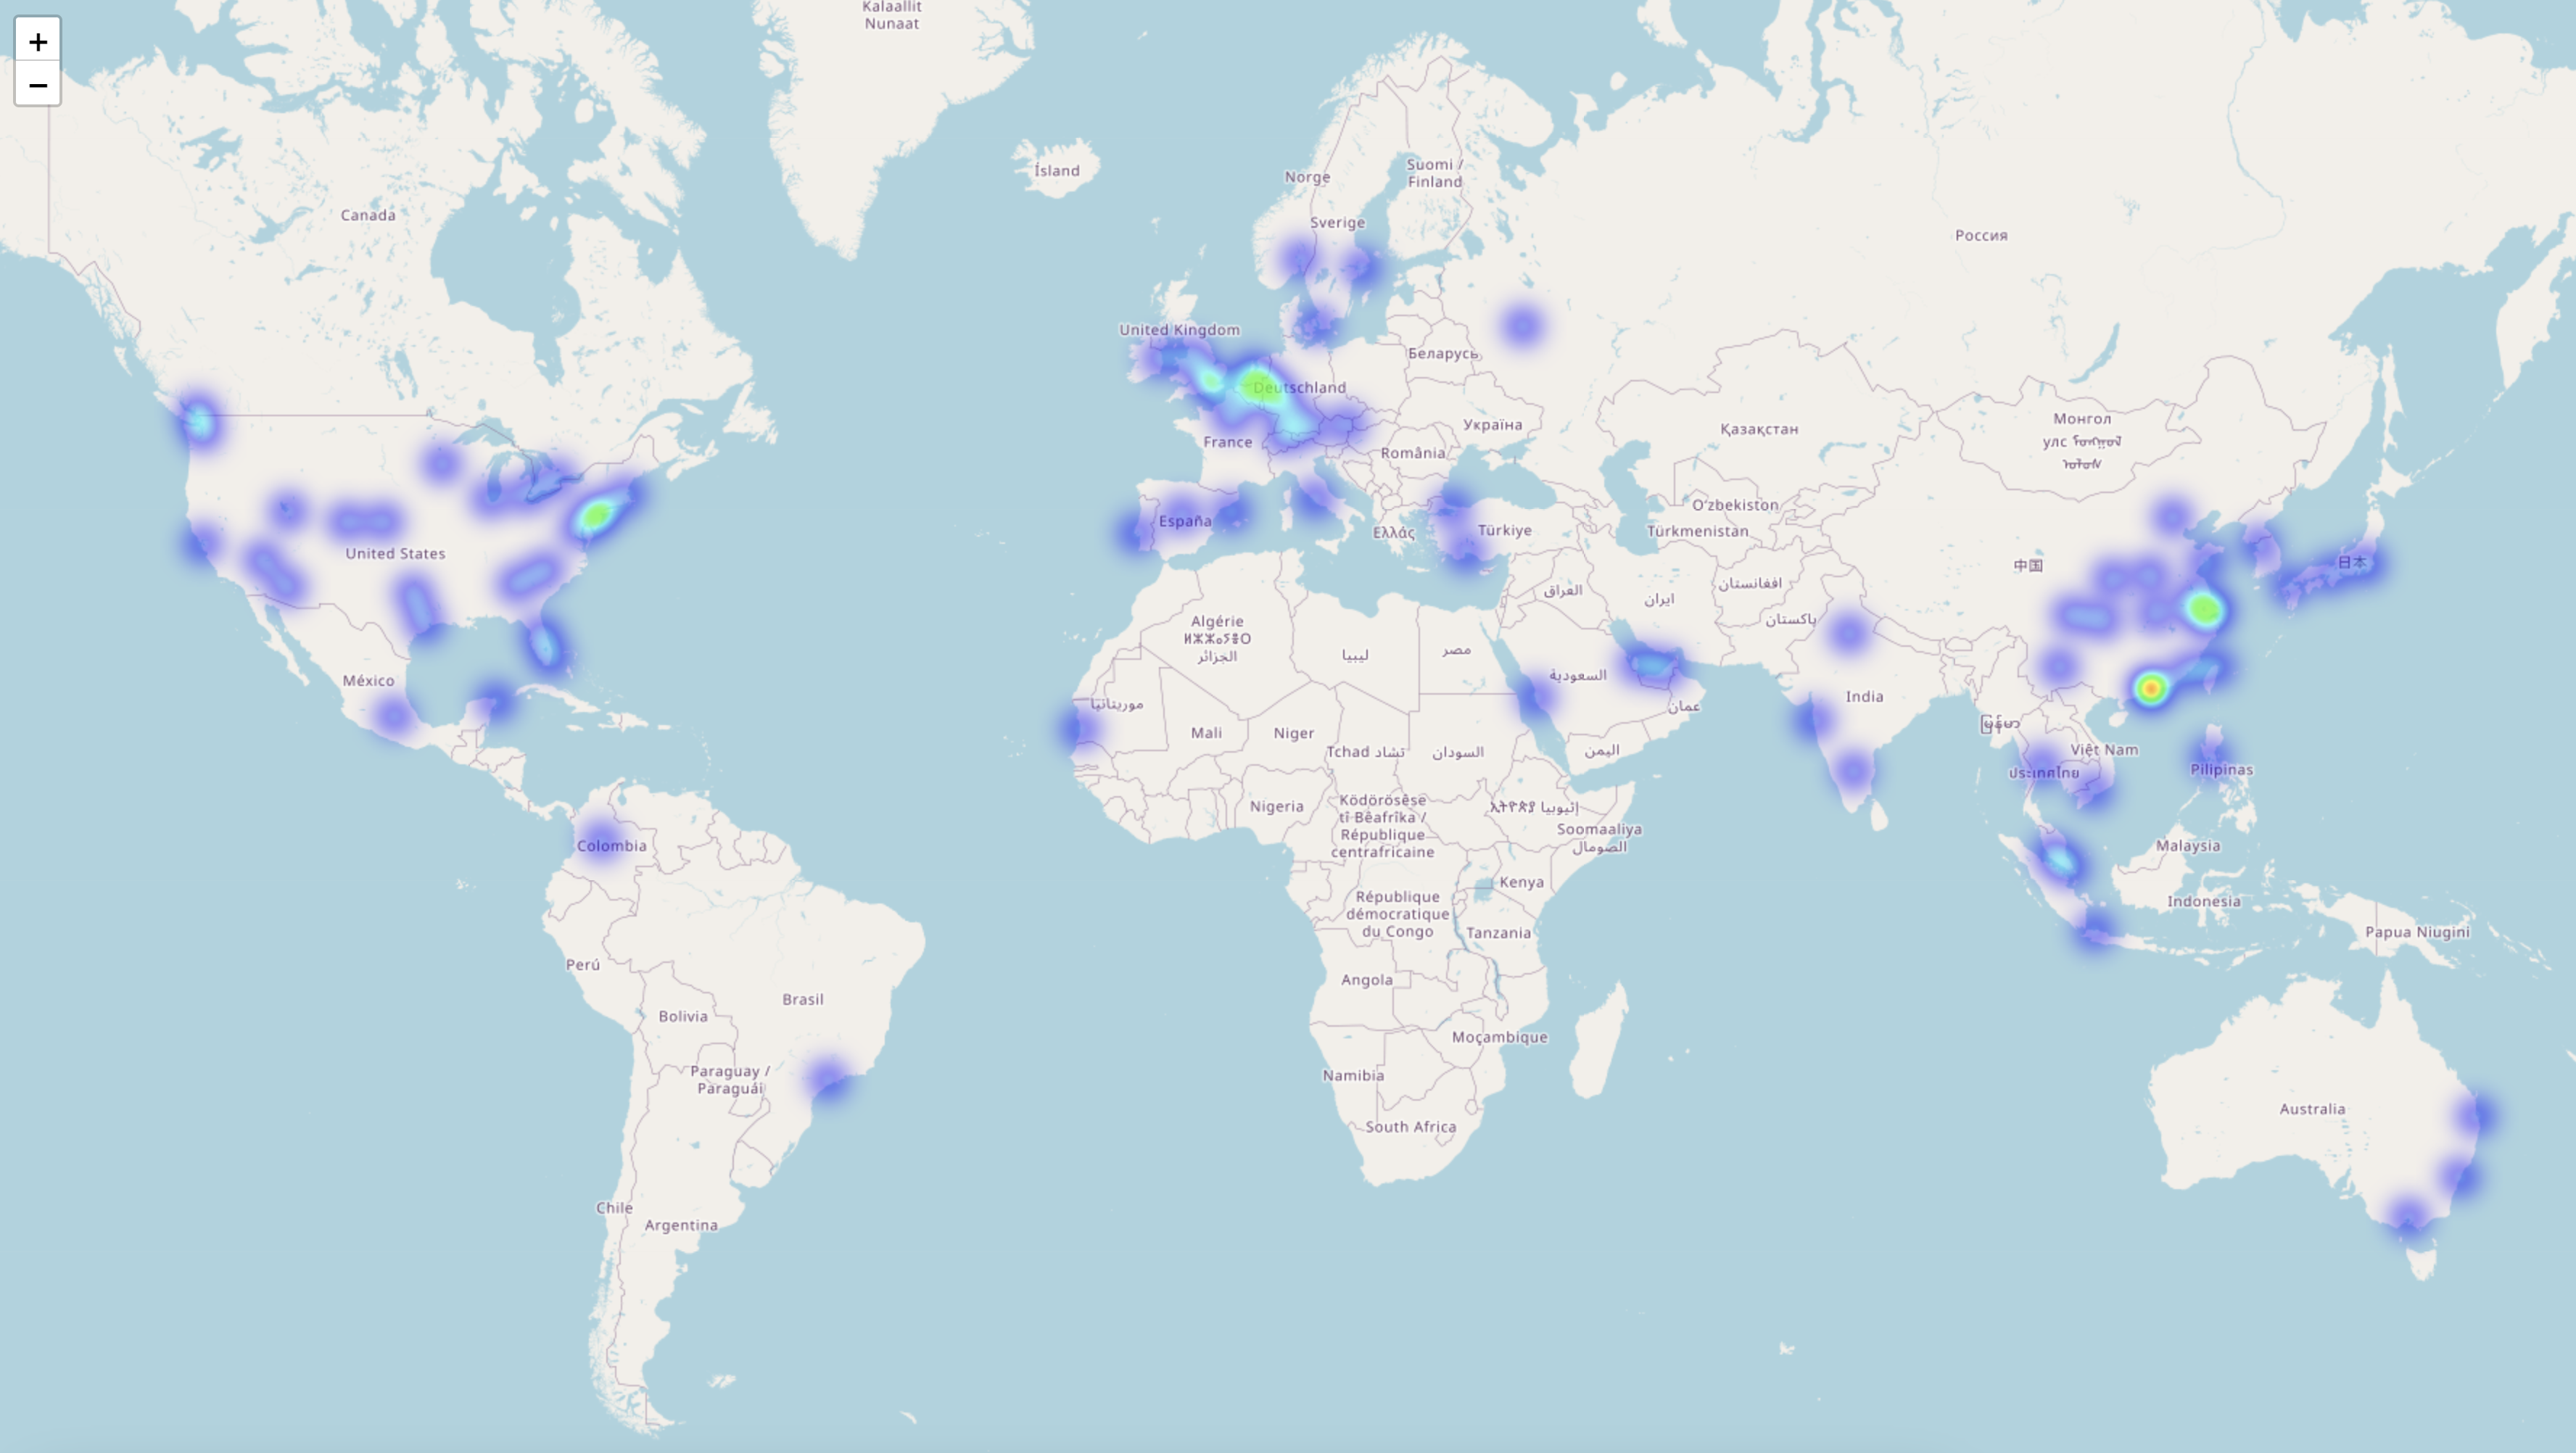 +
−
Kalaallit
Nunaat
Ísland
Norge
Suomi /
Finland
Sverige
Canada
Россия
United Kingdom
Беларусь
Deutschland
Україна
Қазақстан
Монгол
улс
France
România
O'zbekiston
Türkmenistan
España
Ελλάς
Türkiye
United States
中国
日本
افغانستان
العراق
ایران
پاکستان
Algérie
ⵍⵣⵣⴰⵢⴻⵔ
الجزائر
ليبيا
مصر
السعودية
México
موريتانيا
India
عمان
မြန်မာ
Mali
Niger
Tchad تشاد
السودان
اليمن
Việt Nam
ประเทศไทย
Pilipinas
Nigeria
Ködörösêse
tî Bêafrîka /
République
centrafricaine
ኢትዮጵያ إثيوبيا
Soomaaliya
الصومال
Colombia
Malaysia
Kenya
Indonesia
République
démocratique
du Congo
Tanzania
Papua Niugini
Perú
Angola
Brasil
Bolivia
Moçambique
Paraguay /
Paraguái
Namibia
Australia
South Africa
Chile
Argentina